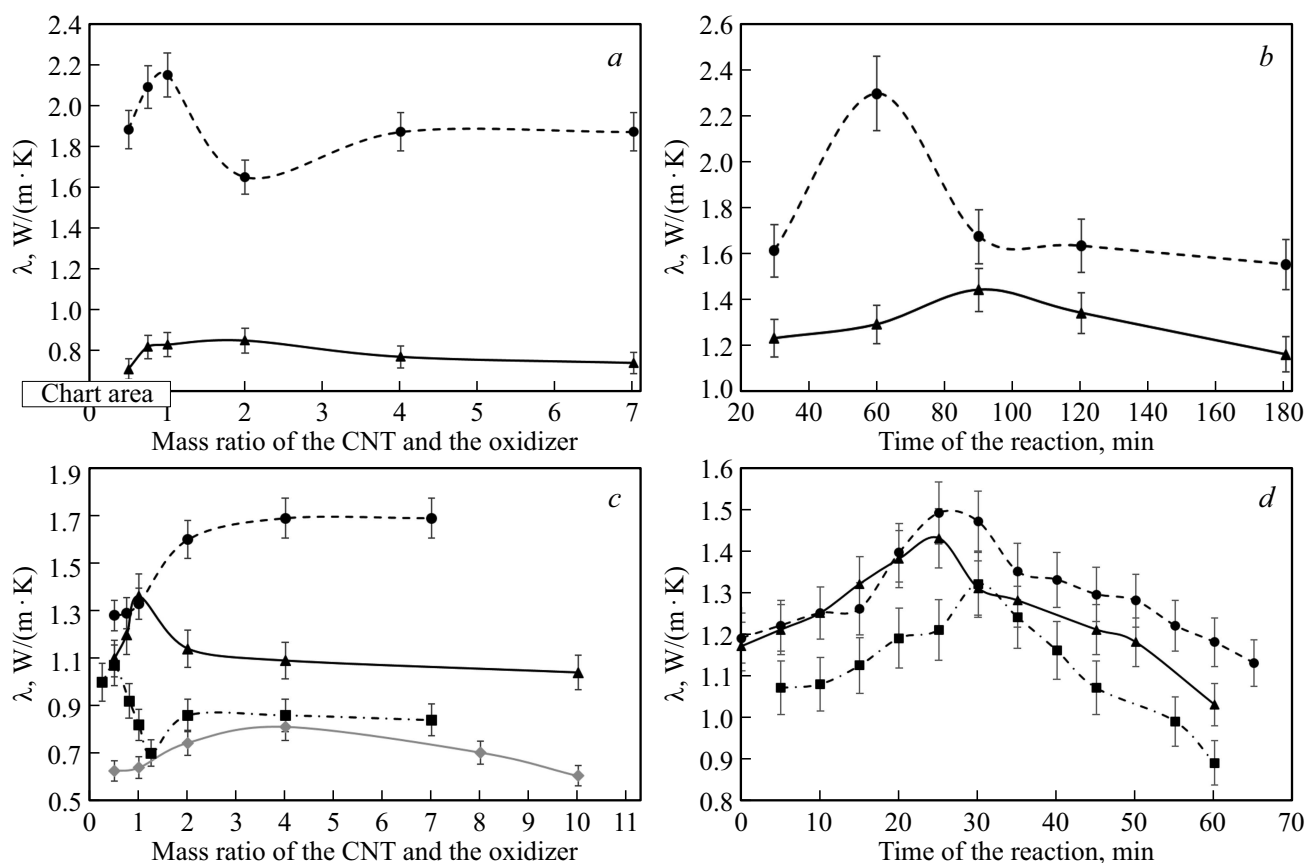 2.4
2.2
2.0
1.8
1.6
1.4
1.2
1.0
0.8
λ, W/(m · K)
a
Chart area
0 1 2 3 4 5 6 7
Mass ratio of the CNT and the oxidizer
2.6
2.4
2.2
2.0
1.8
1.6
1.4
1.2
1.0
λ, W/(m · K)
b
20 40 60 80 100 120 140 160 180
Time of the reaction, min
1.9
1.7
1.5
1.3
1.1
0.9
0.7
0.5
λ, W/(m · K)
c
0 1 2 3 4 5 6 7 8 9 10 11
Mass ratio of the CNT and the oxidizer
1.6
1.5
1.4
1.3
1.2
1.1
1.0
0.9
0.8
λ, W/(m · K)
d
0 10 20 30 40 50 60 70
Time of the reaction, min